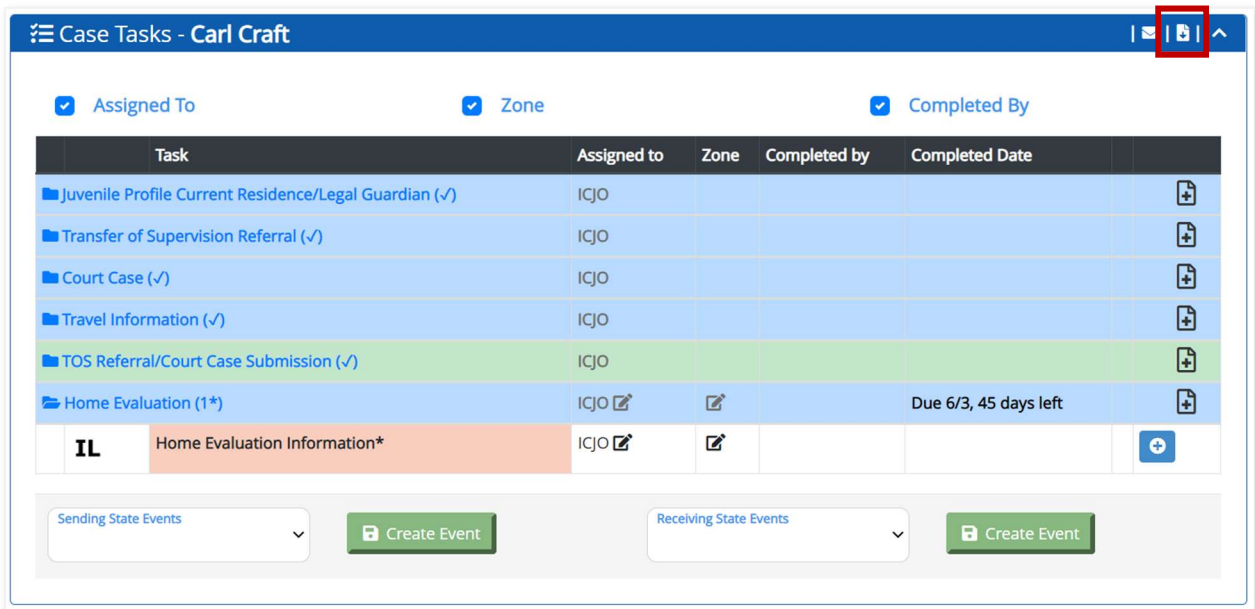 Case Tasks - Carl Craft
Assigned To Zone Completed By
Task Assigned to Zone Completed by Completed Date
Juvenile Profile Current Residence/Legal Guardian (✓) ICJO
Transfer of Supervision Referral (✓) ICJO
Court Case (✓) ICJO
Travel Information (✓) ICJO
TOS Referral/Court Case Submission (✓) ICJO
Home Evaluation (1*) ICJO Due 6/3, 45 days left
IL Home Evaluation Information* ICJO
Sending State Events Create Event Receiving State Events Create Event